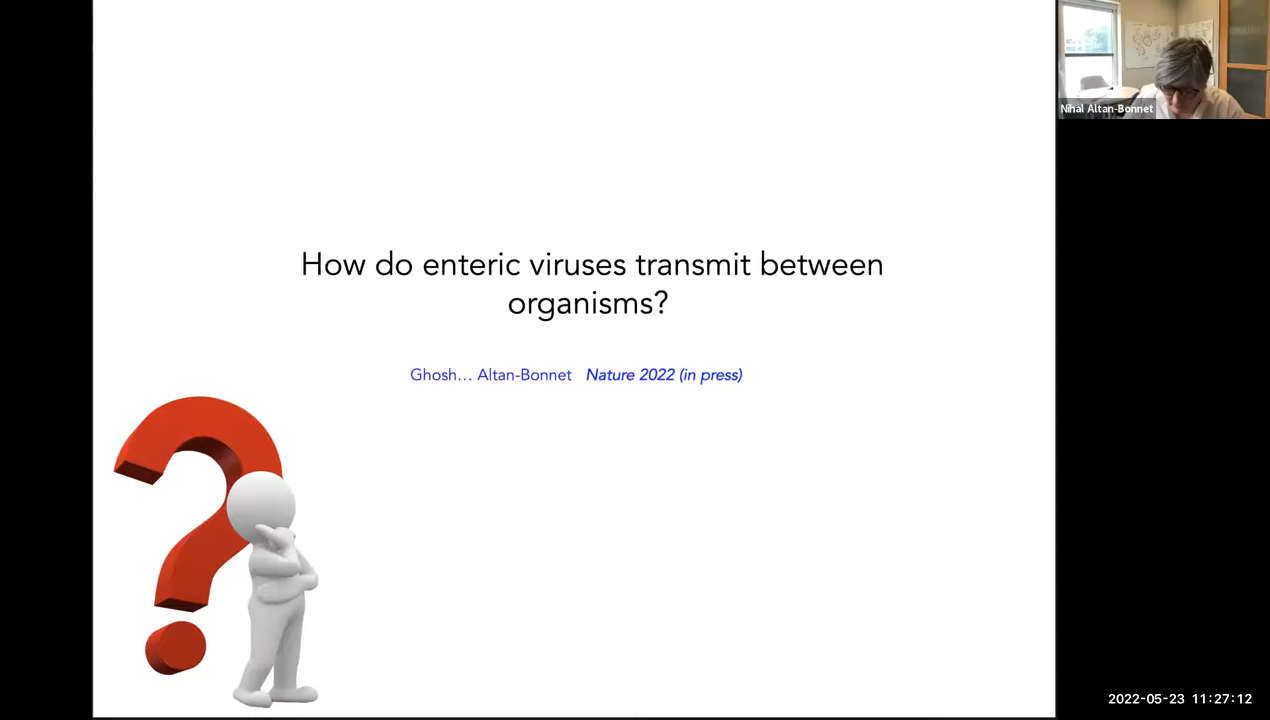 How do enteric viruses transmit between
organisms?
Ghosh... Altan-Bonnet Nature 2022 (in press)
Nihal Altan-Bonnet
2022-05-23 11:27:12